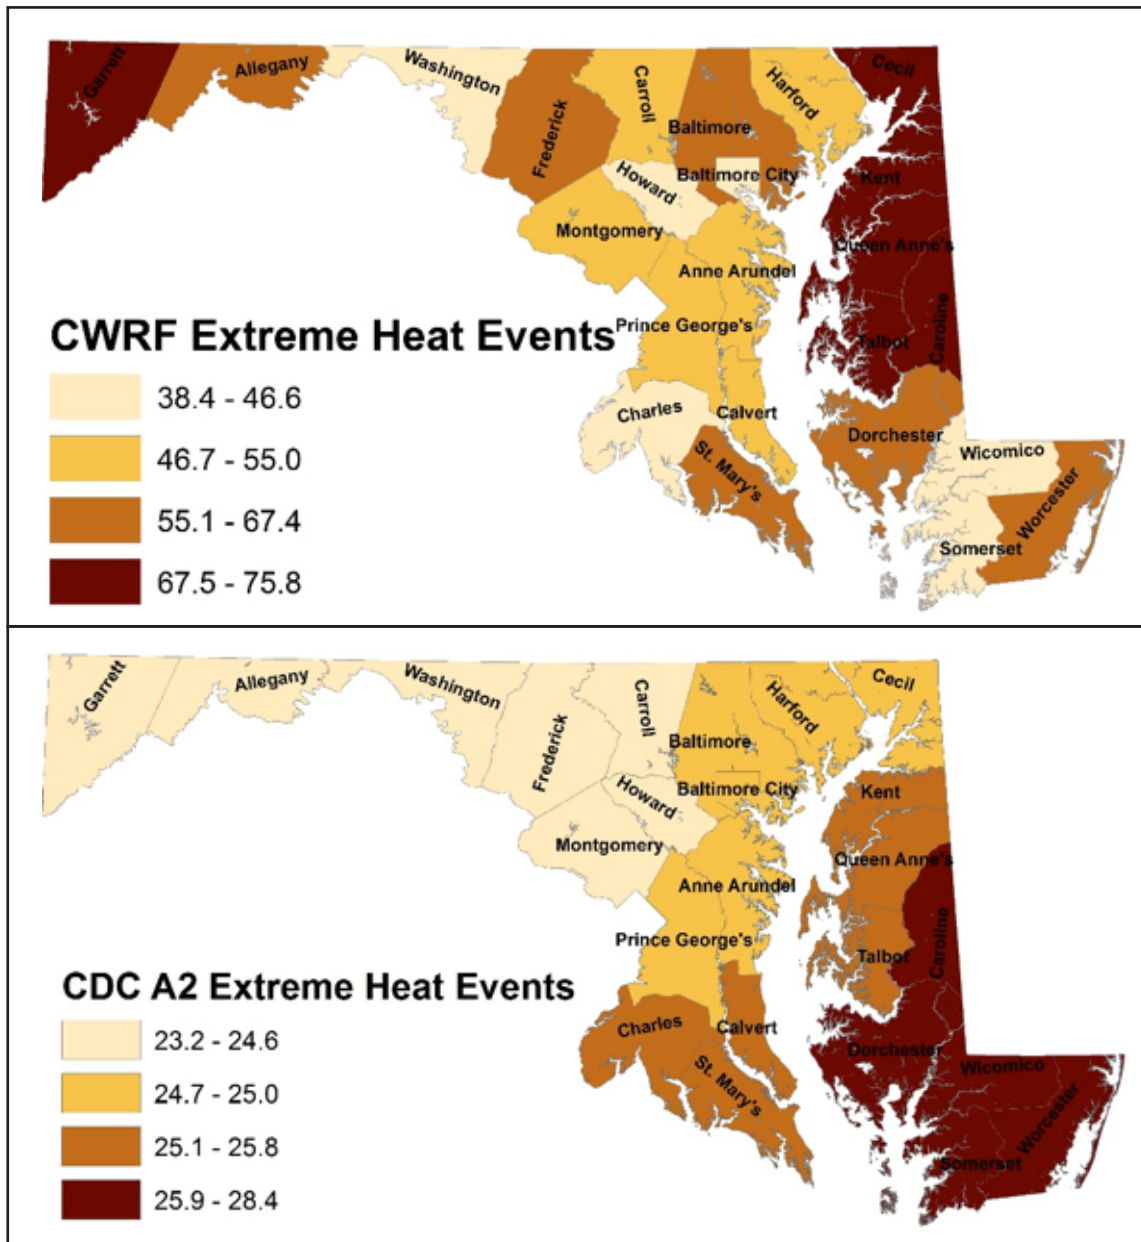 Garrett
Allegany
Washington
Frederick
Carroll
Baltimore
Harford
Cecil
Baltimore City
Howard
Kent
Montgomery
Queen Anne's
Anne Arundel
Prince George's
Caroline
Talbot
CWRF Extreme Heat Events
38.4 - 46.6
46.7 - 55.0
55.1 - 67.4
67.5 - 75.8
Charles
Calvert
St. Mary's
Dorchester
Wicomico
Worcester
Somerset
Garrett
Allegany
Washington
Frederick
Carroll
Baltimore
Harford
Cecil
Baltimore City
Howard
Kent
Montgomery
Queen Anne's
Anne Arundel
Prince George's
Caroline
Talbot
CDC A2 Extreme Heat Events
23.2 - 24.6
24.7 - 25.0
25.1 - 25.8
25.9 - 28.4
Charles
Calvert
St. Mary's
Dorchester
Wicomico
Worcester
Somerset